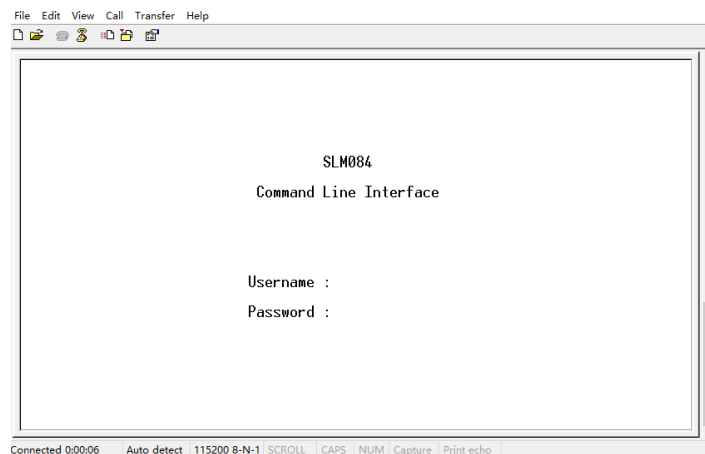 File Edit View Call Transfer Help
SLM084
Command Line Interface
Username :
Password :
Connected 0:00:06 Auto detect 115200 8-N-1 SCROLL CAPS NUM Capture Print echo